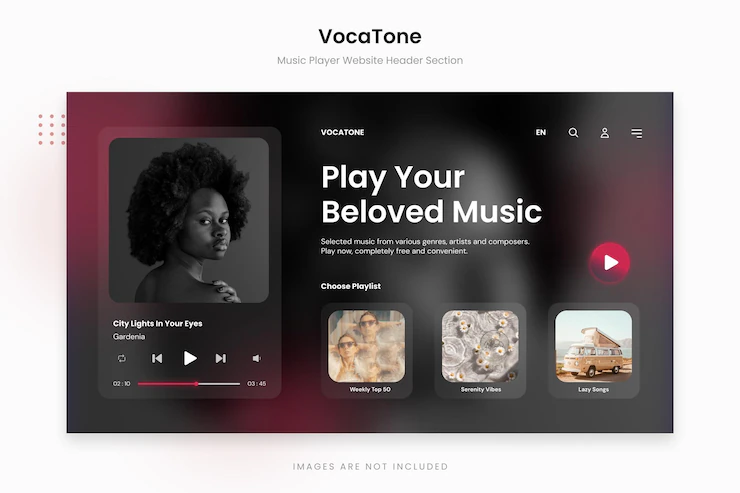 VocaTone
Music Player Website Header Section
VOCATONE
EN
Play Your
Beloved Music
Selected music from various genres, artists and composers.
Play now, completely free and convenient.
Choose Playlist
City Lights In Your Eyes
Gardenia
02 : 10
03 : 45
Weekly Top 50
Serenity Vibes
Lazy Songs
IMAGES ARE NOT INCLUDED